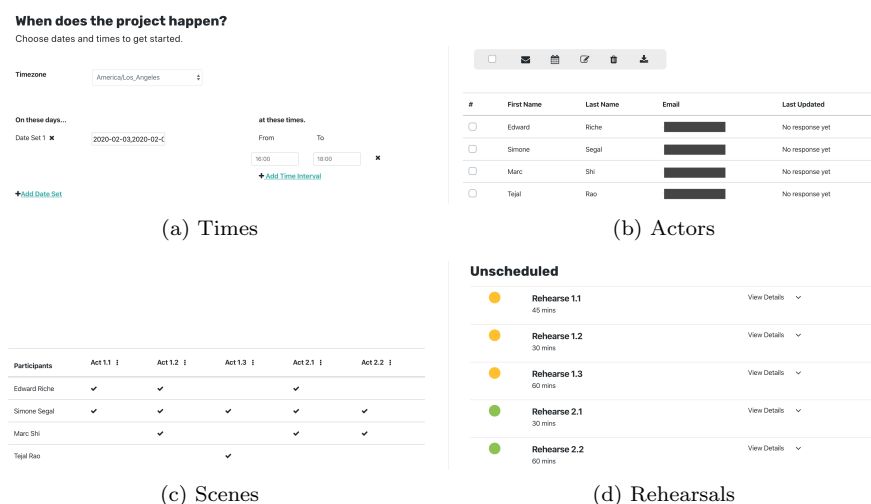 When does the project happen?
Choose dates and times to get started.
Timezone America/Los_Angeles
On these days... at these times.
Date Set 1 ✖ 2020-02-03,2020-02-0 From To
16:00 18:00 ✖
+ Add Time Interval
+Add Date Set
(a) Times
# First Name Last Name Email Last Updated
Edward Riche No response yet
Simone Segal No response yet
Marc Shi No response yet
Tejal Rao No response yet
(b) Actors
Participants Act 1.1 ⋮ Act 1.2 ⋮ Act 1.3 ⋮ Act 2.1 ⋮ Act 2.2 ⋮
Edward Riche ✔ ✔ ✔
Simone Segal ✔ ✔ ✔ ✔ ✔
Marc Shi ✔ ✔ ✔
Tejal Rao ✔
(c) Scenes
Unscheduled
Rehearse 1.1 View Details
45 mins
Rehearse 1.2 View Details
30 mins
Rehearse 1.3 View Details
60 mins
Rehearse 2.1 View Details
30 mins
Rehearse 2.2 View Details
60 mins
(d) Rehearsals